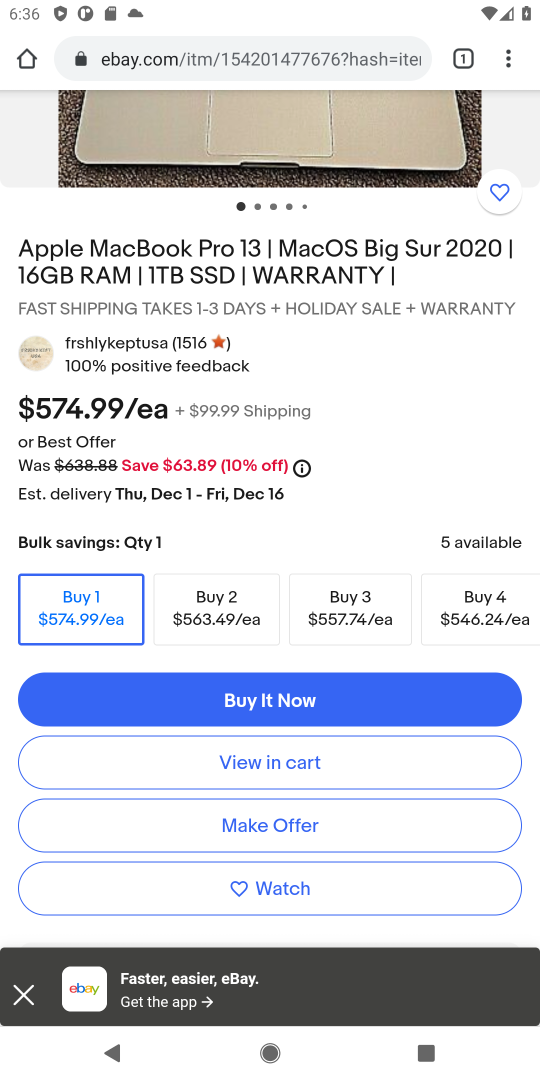 6:36
ebay.com/itm/154201477676?hash=iter
1
Apple MacBook Pro 13 | MacOS Big Sur 2020 |
16GB RAM | 1TB SSD | WARRANTY |
FAST SHIPPING TAKES 1-3 DAYS + HOLIDAY SALE + WARRANTY
frshlykeptusa (1516 )
100% positive feedback
$574.99/ea + $99.99 Shipping
or Best Offer
Was $638.88 Save $63.89 (10% off)
Est. delivery Thu, Dec 1 - Fri, Dec 16
Bulk savings: Qty 1 5 available
Buy 1 Buy 2 Buy 3 Buy 4
$574.99/ea $563.49/ea $557.74/ea $546.24/ea
Buy It Now
View in cart
Make Offer
Watch
ebay Faster, easier, eBay.
Get the app →